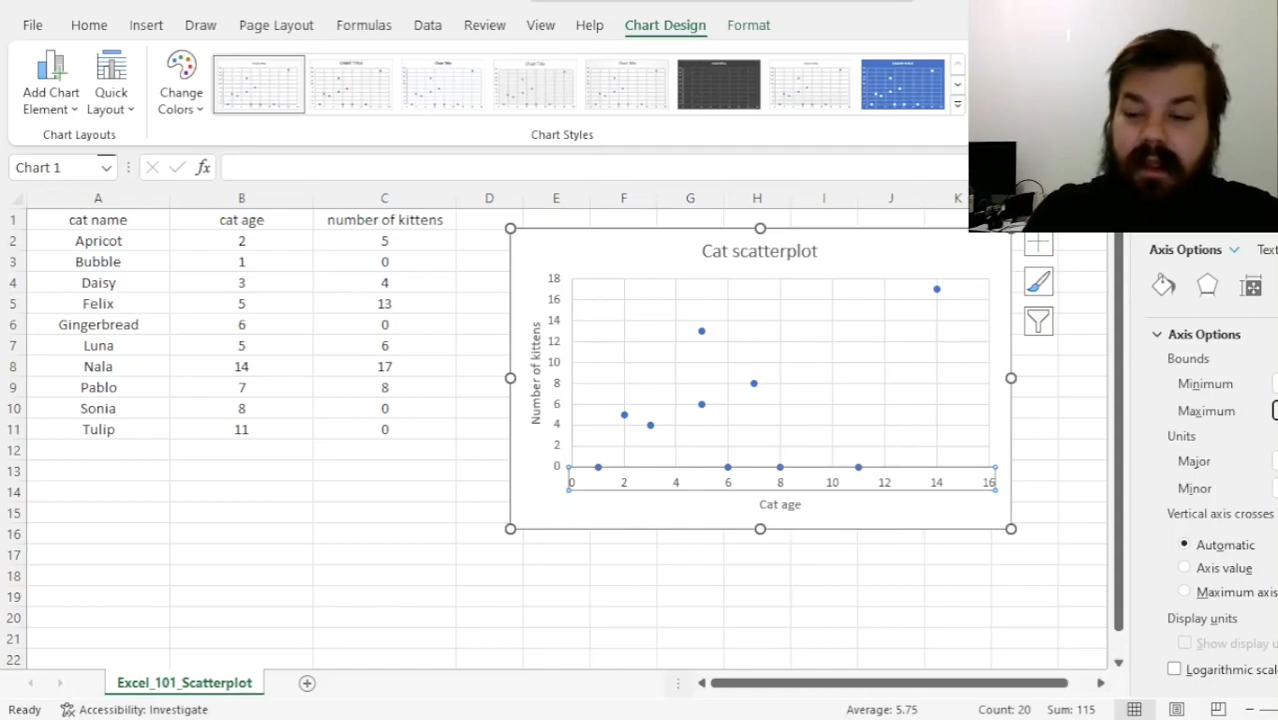 File Home Insert Draw Page Layout Formulas Data Review View Help Chart Design Format
Add Chart Element
Quick Layout
Change Colors
Chart Layouts
Chart Styles
Chart 1
fx
A B C D E F G H I J K
1 cat name cat age number of kittens
2 Apricot 2 5
3 Bubble 1 0
4 Daisy 3 4
5 Felix 5 13
6 Gingerbread 6 0
7 Luna 5 6
8 Nala 14 17
9 Pablo 7 8
10 Sonia 8 0
11 Tulip 11 0
12
13
14
15
16
17
18
19
20
21
22
Cat scatterplot
Number of kittens
18
16
14
12
10
8
6
4
2
0
0 2 4 6 8 10 12 14 16
Cat age
Axis Options Text
Axis Options
Bounds
Minimum
Maximum
Units
Major
Minor
Vertical axis crosses
Automatic
Axis value
Maximum axis
Display units
Show display u
Logarithmic scale
Excel_101_Scatterplot
Ready Accessibility: Investigate Average: 5.75 Count: 20 Sum: 115